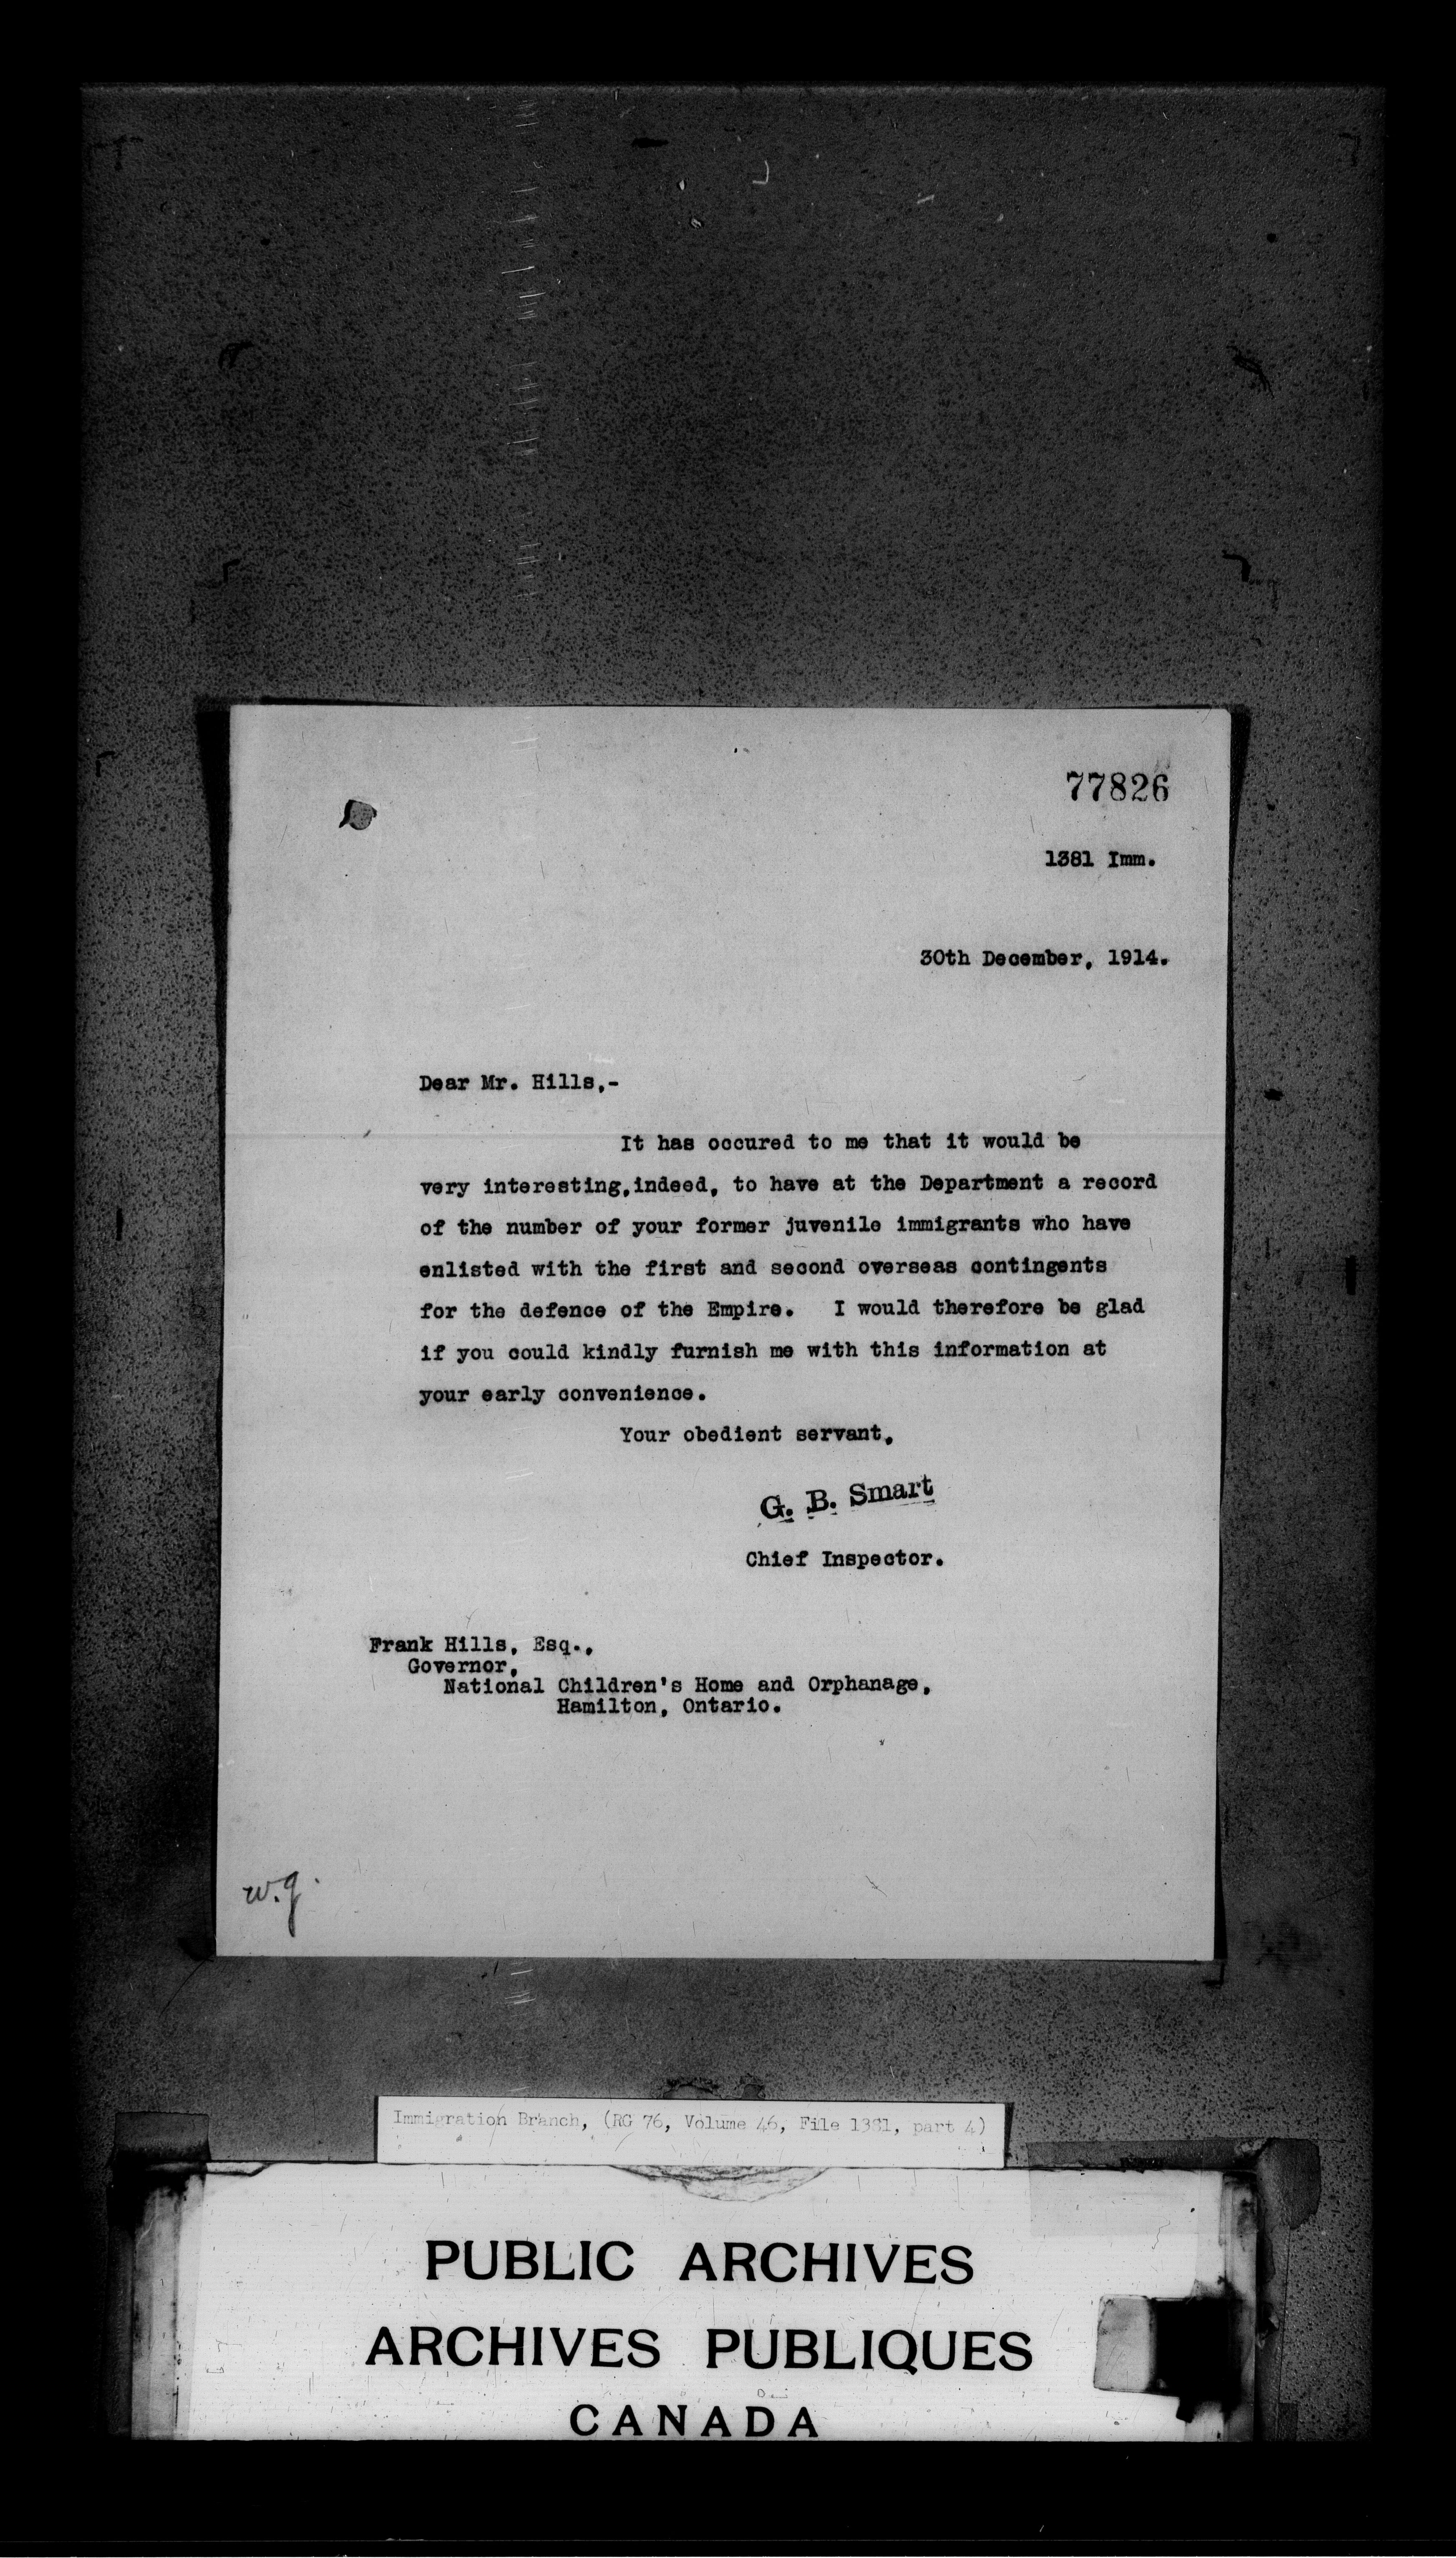 77826
1381 Imm.
30th December, 1914.
Dear Mr. Hills,-
It has occured to me that it would be
very interesting,indeed, to have at the Department a record
of the number of your former juvenile immigrants who have
enlisted with the first and second overseas contingents
for the defence of the Empire. I would therefore be glad
if you could kindly furnish me with this information at
your early convenience.
Your obedient servant,
G. B. Smart
Chief Inspector.
Frank Hills, Esq.,
Governor,
National Children's Home and Orphanage,
Hamilton, Ontario.
w.g.
Immigration Branch, (RG 76, Volume 46, File 1381, part 4)
PUBLIC ARCHIVES
ARCHIVES PUBLIQUES
CANADA